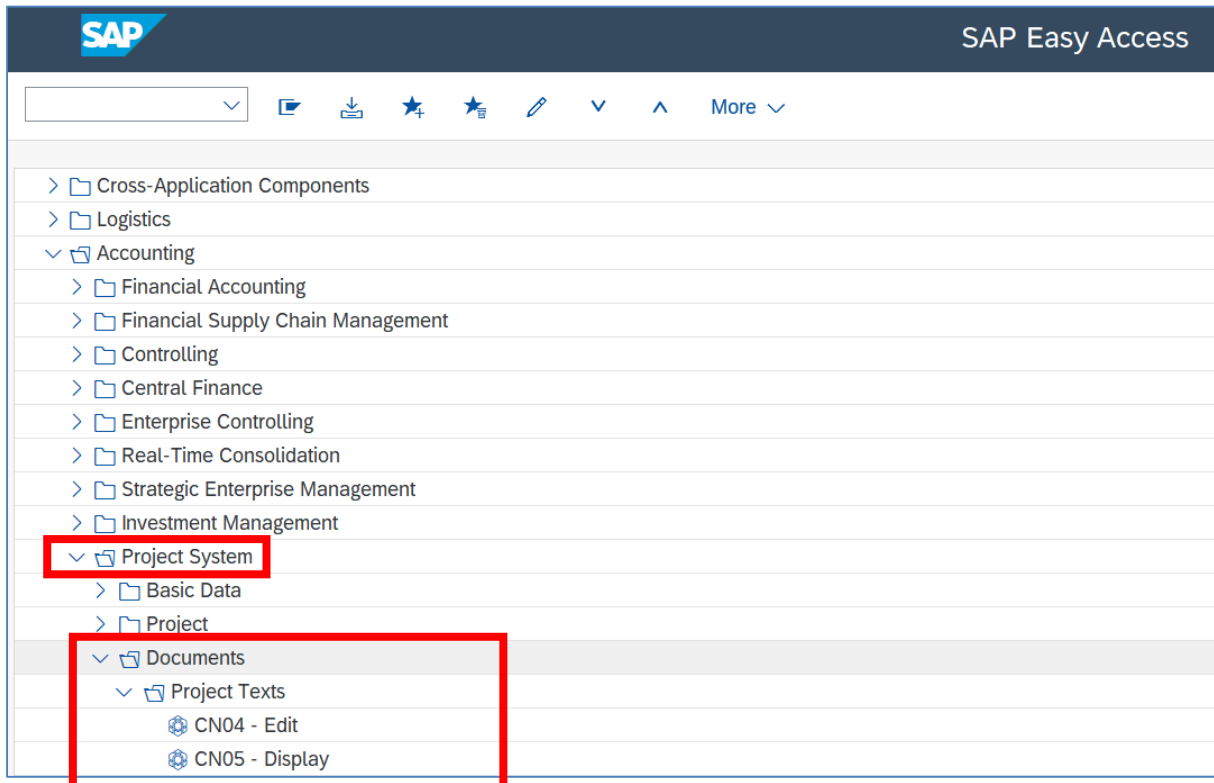 SAP
SAP Easy Access
More
Cross-Application Components
Logistics
Accounting
Financial Accounting
Financial Supply Chain Management
Controlling
Central Finance
Enterprise Controlling
Real-Time Consolidation
Strategic Enterprise Management
Investment Management
Project System
Basic Data
Project
Documents
Project Texts
CN04 - Edit
CN05 - Display